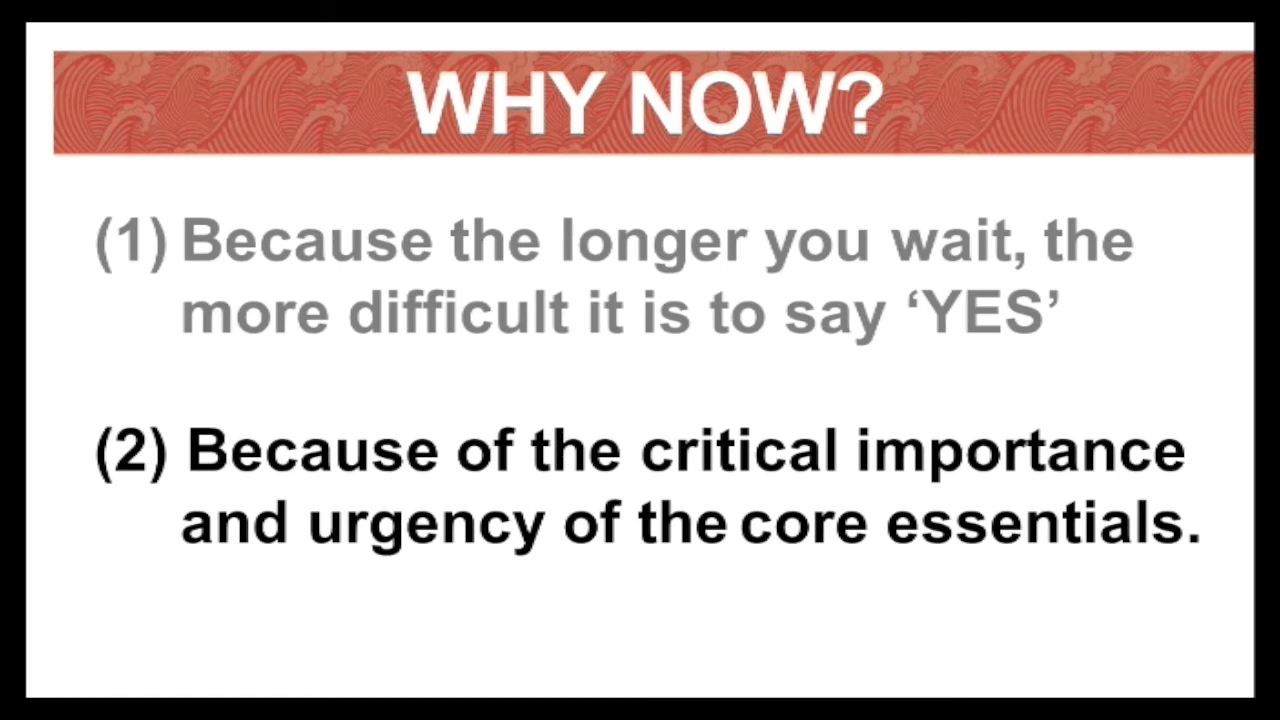 WHY NOW?
(1) Because the longer you wait, the
more difficult it is to say ‘YES’
(2) Because of the critical importance
and urgency of the core essentials.